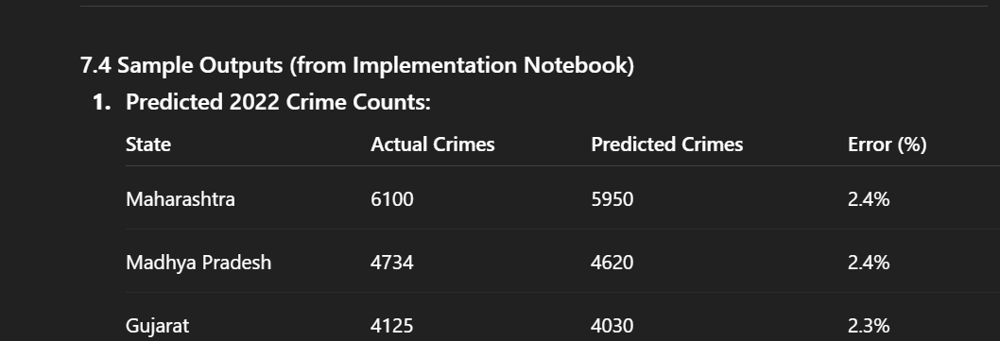 7.4 Sample Outputs (from Implementation Notebook)
1. Predicted 2022 Crime Counts:
State Actual Crimes Predicted Crimes Error (%)
Maharashtra 6100 5950 2.4%
Madhya Pradesh 4734 4620 2.4%
Gujarat 4125 4030 2.3%